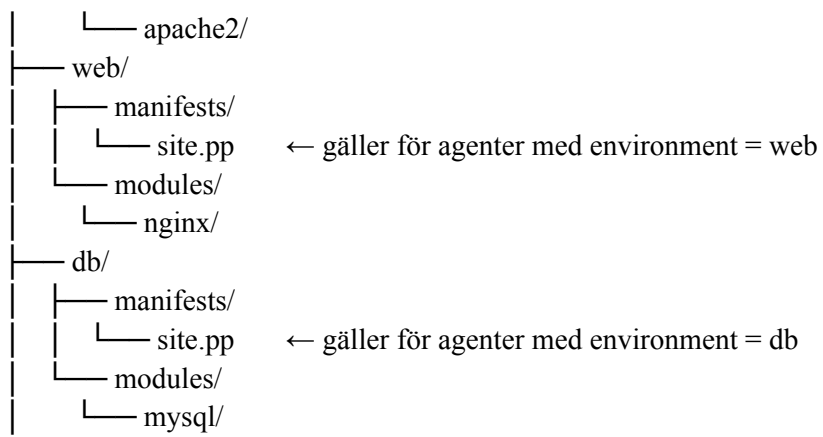 │       └── apache2/
├── web/
│   ├── manifests/
│   │   └── site.pp     ← gäller för agenter med environment = web
│   └── modules/
│       └── nginx/
├── db/
│   ├── manifests/
│   │   └── site.pp     ← gäller för agenter med environment = db
│   └── modules/
│       └── mysql/